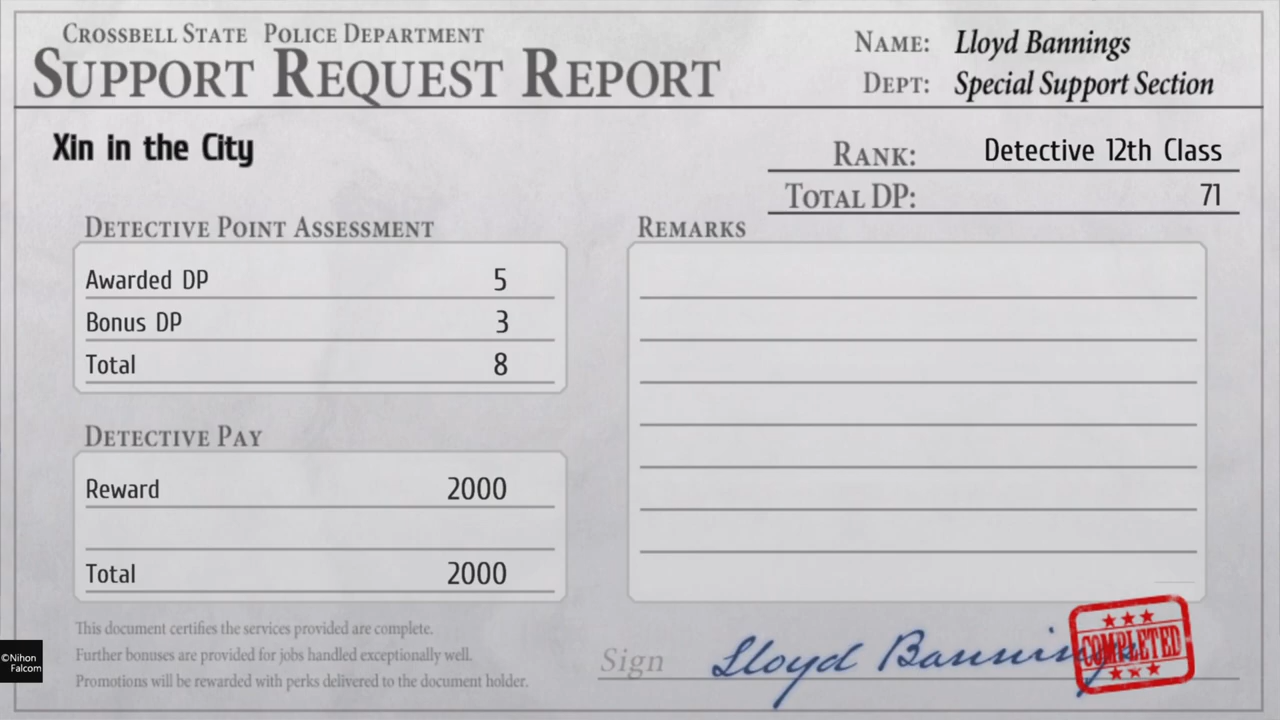 Crossbell State Police Department
Support Request Report
Name: Lloyd Bannings
Dept: Special Support Section
Xin in the City
Rank: Detective 12th Class
Total DP: 71
Detective Point Assessment
Awarded DP 5
Bonus DP 3
Total 8
Detective Pay
Reward 2000
Total 2000
Remarks
This document certifies the services provided are complete.
Further bonuses are provided for jobs handled exceptionally well.
Promotions will be rewarded with perks delivered to the document holder.
Sign Lloyd Bannings
COMPLETED
©Nihon
Falcom